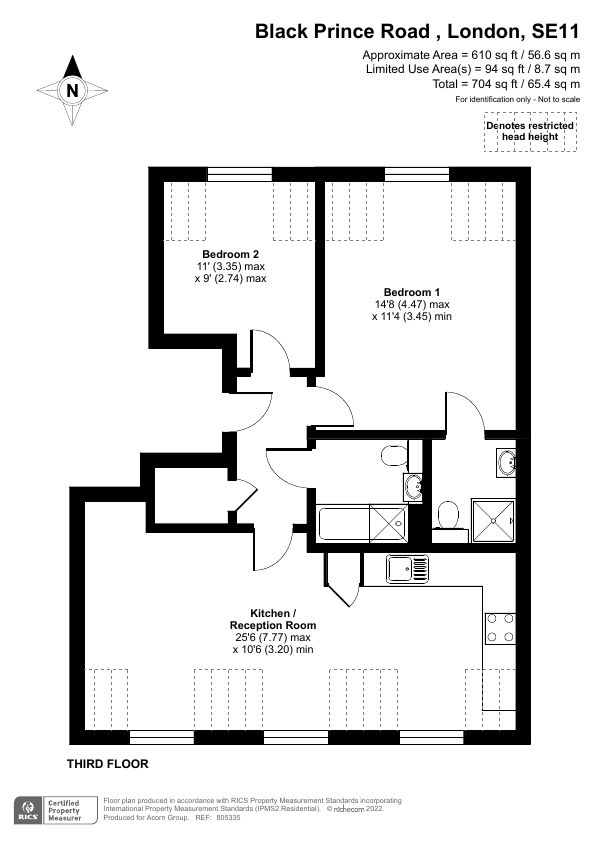 Black Prince Road , London, SE11
Approximate Area = 610 sq ft / 56.6 sq m
Limited Use Area(s) = 94 sq ft / 8.7 sq m
Total = 704 sq ft / 65.4 sq m
For identification only - Not to scale
N
Denotes restricted
head height
Bedroom 2
11' (3.35) max
x 9' (2.74) max
Bedroom 1
14'8 (4.47) max
x 11'4 (3.45) min
Kitchen /
Reception Room
25'6 (7.77) max
x 10'6 (3.20) min
THIRD FLOOR
RICS
Certified
Property
Measurer
Floor plan produced in accordance with RICS Property Measurement Standards incorporating
International Property Measurement Standards (IPMS2 Residential). © ntchecom 2022.
Produced for Acorn Group. REF: 805335